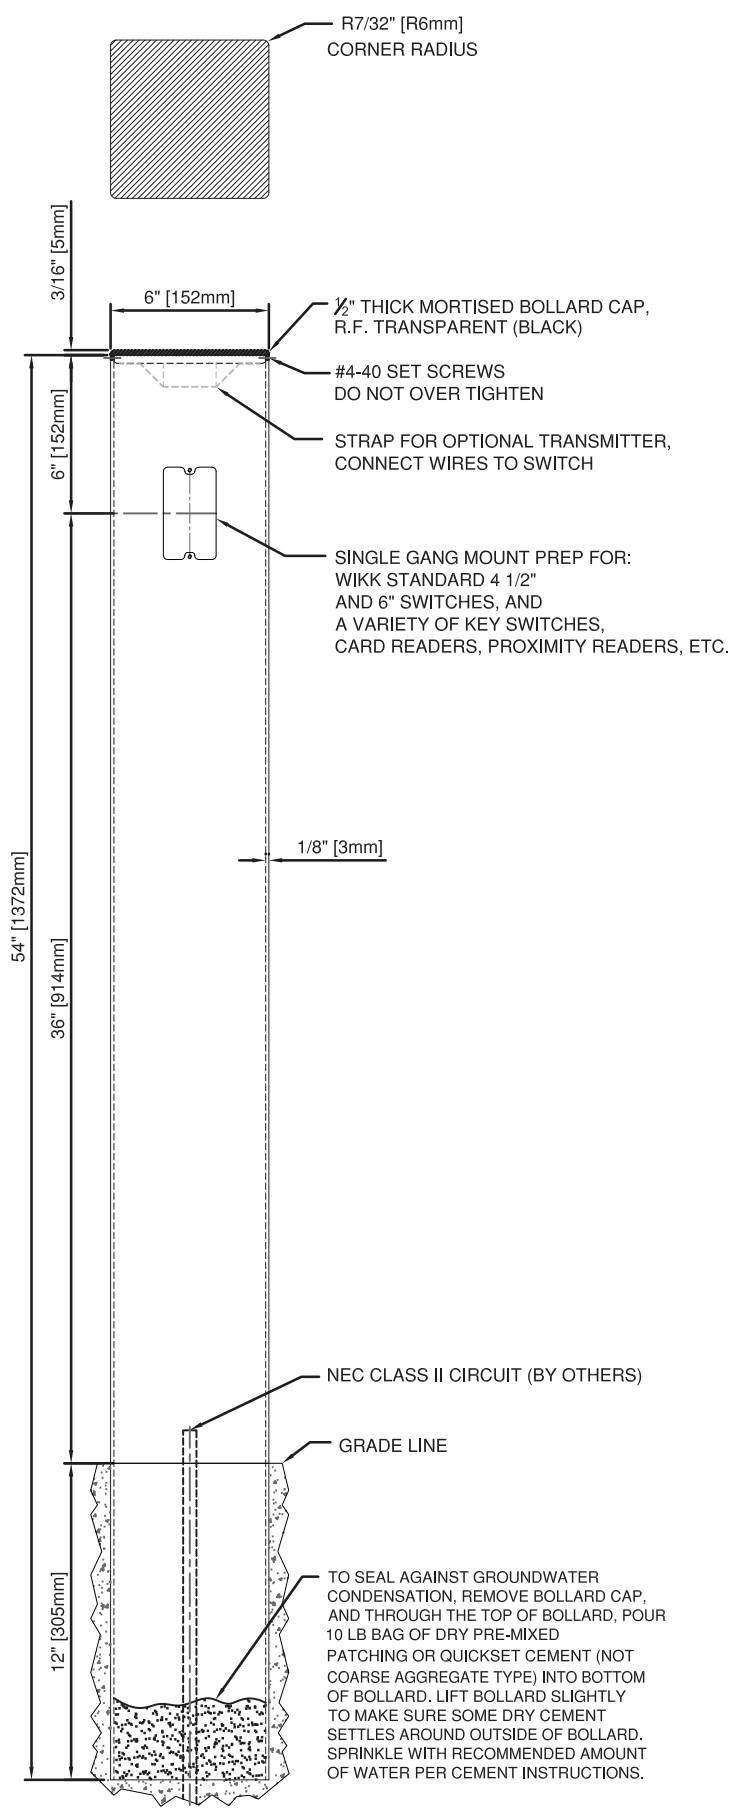 R7/32" [R6mm]
CORNER RADIUS
3/16" [5mm]
6" [152mm]
½" THICK MORTISED BOLLARD CAP,
R.F. TRANSPARENT (BLACK)
#4-40 SET SCREWS
DO NOT OVER TIGHTEN
6" [152mm]
STRAP FOR OPTIONAL TRANSMITTER,
CONNECT WIRES TO SWITCH
SINGLE GANG MOUNT PREP FOR:
WIKK STANDARD 4 1/2"
AND 6" SWITCHES, AND
A VARIETY OF KEY SWITCHES,
CARD READERS, PROXIMITY READERS, ETC.
1/8" [3mm]
54" [1372mm]
36" [914mm]
NEC CLASS II CIRCUIT (BY OTHERS)
GRADE LINE
12" [305mm]
TO SEAL AGAINST GROUNDWATER
CONDENSATION, REMOVE BOLLARD CAP,
AND THROUGH THE TOP OF BOLLARD, POUR
10 LB BAG OF DRY PRE-MIXED
PATCHING OR QUICKSET CEMENT (NOT
COARSE AGGREGATE TYPE) INTO BOTTOM
OF BOLLARD. LIFT BOLLARD SLIGHTLY
TO MAKE SURE SOME DRY CEMENT
SETTLES AROUND OUTSIDE OF BOLLARD.
SPRINKLE WITH RECOMMENDED AMOUNT
OF WATER PER CEMENT INSTRUCTIONS.